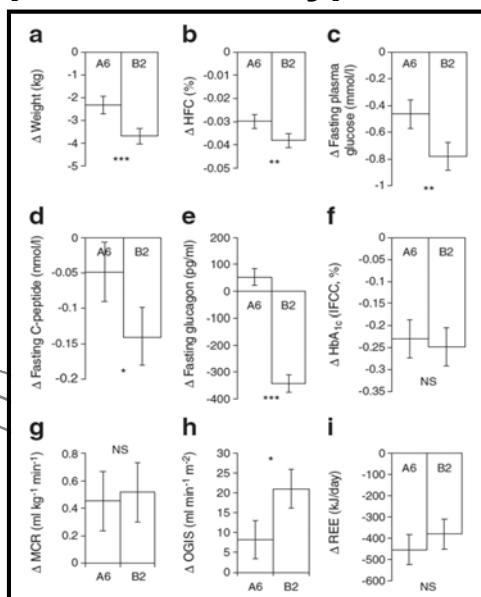 a
A6 B2
0
-1
-2
-3
-4
-5
Δ Weight (kg)
***
b
A6 B2
0
-0.01
-0.02
-0.03
-0.04
-0.05
Δ HFC (%)
**
c
A6 B2
0
-0.2
-0.4
-0.6
-0.8
-1
Δ Fasting plasma
glucose (mmol/l)
**
d
A6 B2
0
-0.05
-0.1
-0.15
-0.2
Δ Fasting C-peptide (nmol/l)
*
e
200
100
0
-100
-200
-300
-400
Δ Fasting glucagon (pg/ml)
A6 B2
***
f
A6 B2
0
-0.05
-0.1
-0.15
-0.2
-0.25
-0.3
-0.35
Δ HbA1c (IFCC, %)
NS
g
NS
0.8
0.6
0.4
0.2
0
Δ MCR (ml kg-1 min-1)
A6 B2
h
*
30
25
20
15
10
5
0
Δ OGIS (ml min-1 m-2)
A6 B2
i
A6 B2
0
-100
-200
-300
-400
-500
-600
Δ REE (kJ/day)
NS